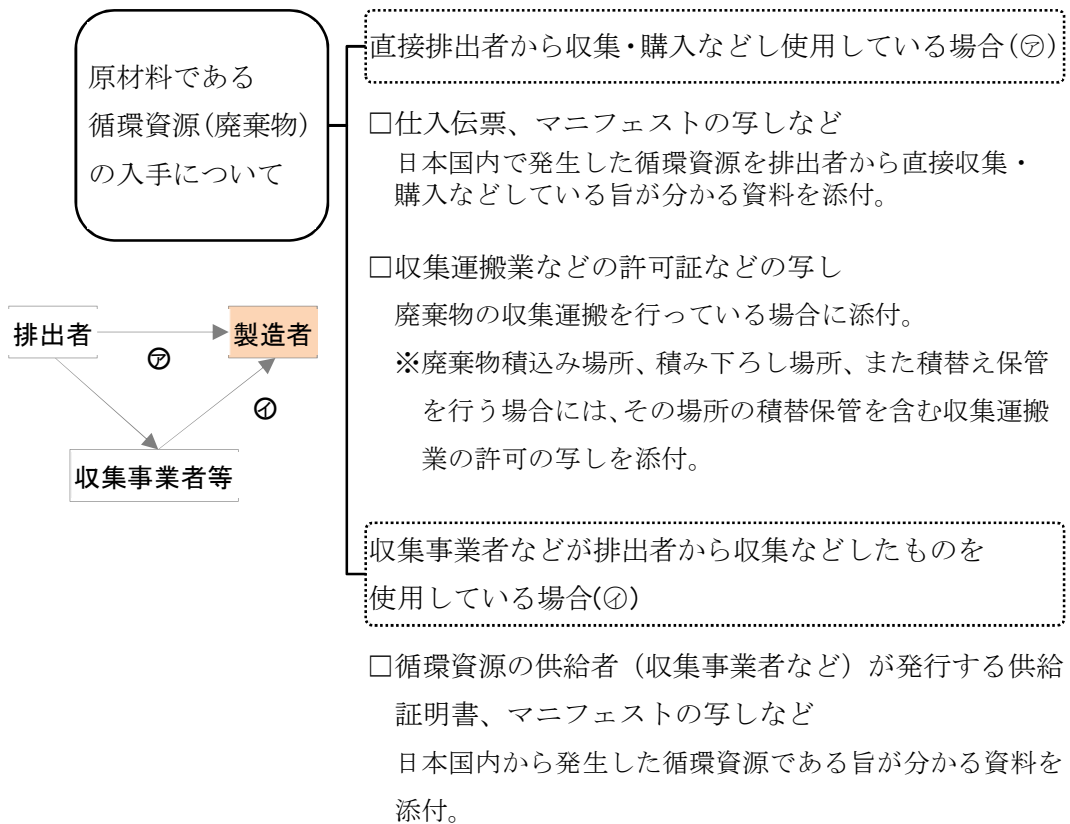 原材料である
循環資源(廃棄物)
の入手について
直接排出者から収集・購入などし使用している場合(㋐)
□仕入伝票、マニフェストの写しなど
日本国内で発生した循環資源を排出者から直接収集・
購入などしている旨が分かる資料を添付。
□収集運搬業などの許可証などの写し
廃棄物の収集運搬を行っている場合に添付。
※廃棄物積込み場所、積み下ろし場所、また積替え保管
を行う場合には、その場所の積替保管を含む収集運搬
業の許可の写しを添付。
排出者
製造者
㋐
㋑
収集事業者等
収集事業者などが排出者から収集などしたものを
使用している場合(㋑)
□循環資源の供給者（収集事業者など）が発行する供給
証明書、マニフェストの写しなど
日本国内から発生した循環資源である旨が分かる資料を
添付。